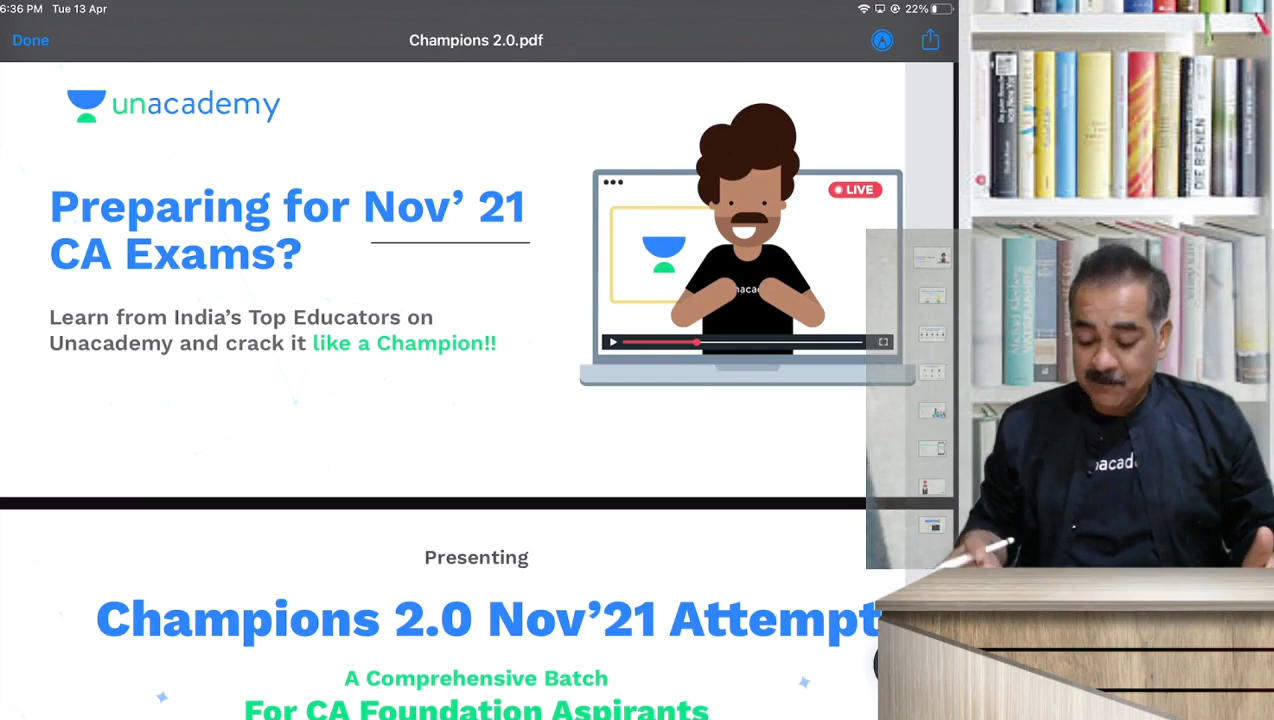 6:36 PM Tue 13 Apr
22%
Done
Champions 2.0.pdf
unacademy
Preparing for Nov’ 21
CA Exams?
Learn from India’s Top Educators on
Unacademy and crack it like a Champion!!
LIVE
Presenting
Champions 2.0 Nov’21 Attempt
A Comprehensive Batch
For CA Foundation Aspirants
DIE BIENEN